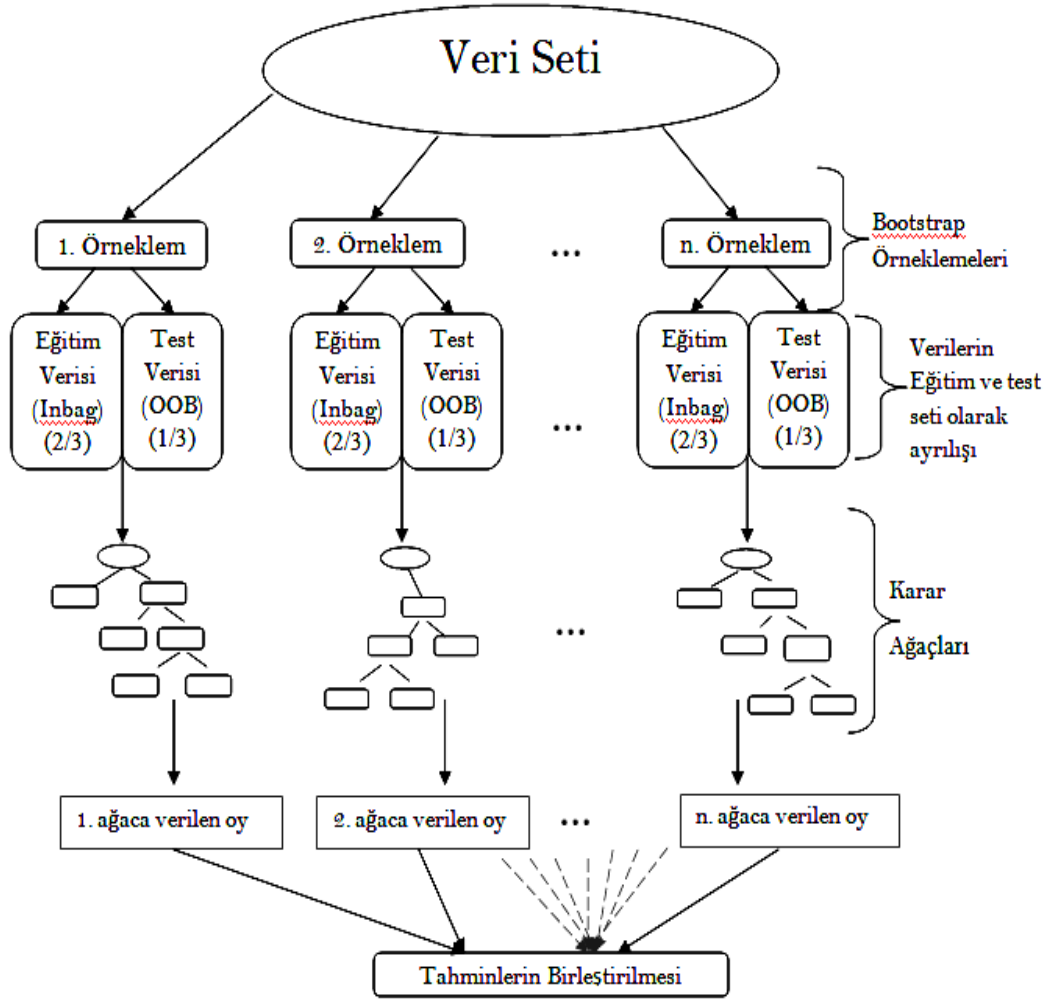 Veri Seti
1. Örneklem
2. Örneklem
...
n. Örneklem
Bootstrap
Örneklemeleri
Eğitim
Verisi
(Inbag)
(2/3)
Test
Verisi
(OOB)
(1/3)
Eğitim
Verisi
(Inbag)
(2/3)
Test
Verisi
(OOB)
(1/3)
...
Eğitim
Verisi
(Inbag)
(2/3)
Test
Verisi
(OOB)
(1/3)
Verilerin
Eğitim ve test
seti olarak
ayrılışı
...
Karar
Ağaçları
1. ağaca verilen oy
2. ağaca verilen oy
...
n. ağaca verilen oy
Tahminlerin Birleştirilmesi